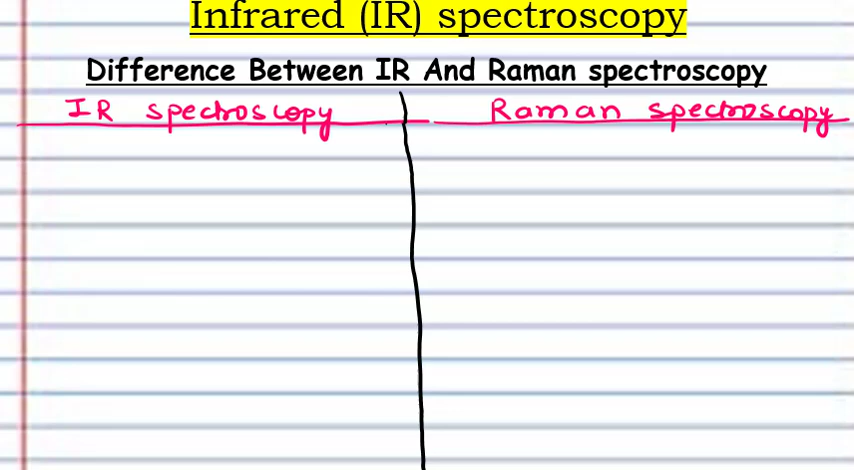 Infrared (IR) spectroscopy
Difference Between IR And Raman spectroscopy
IR spectroscopy Raman spectroscopy